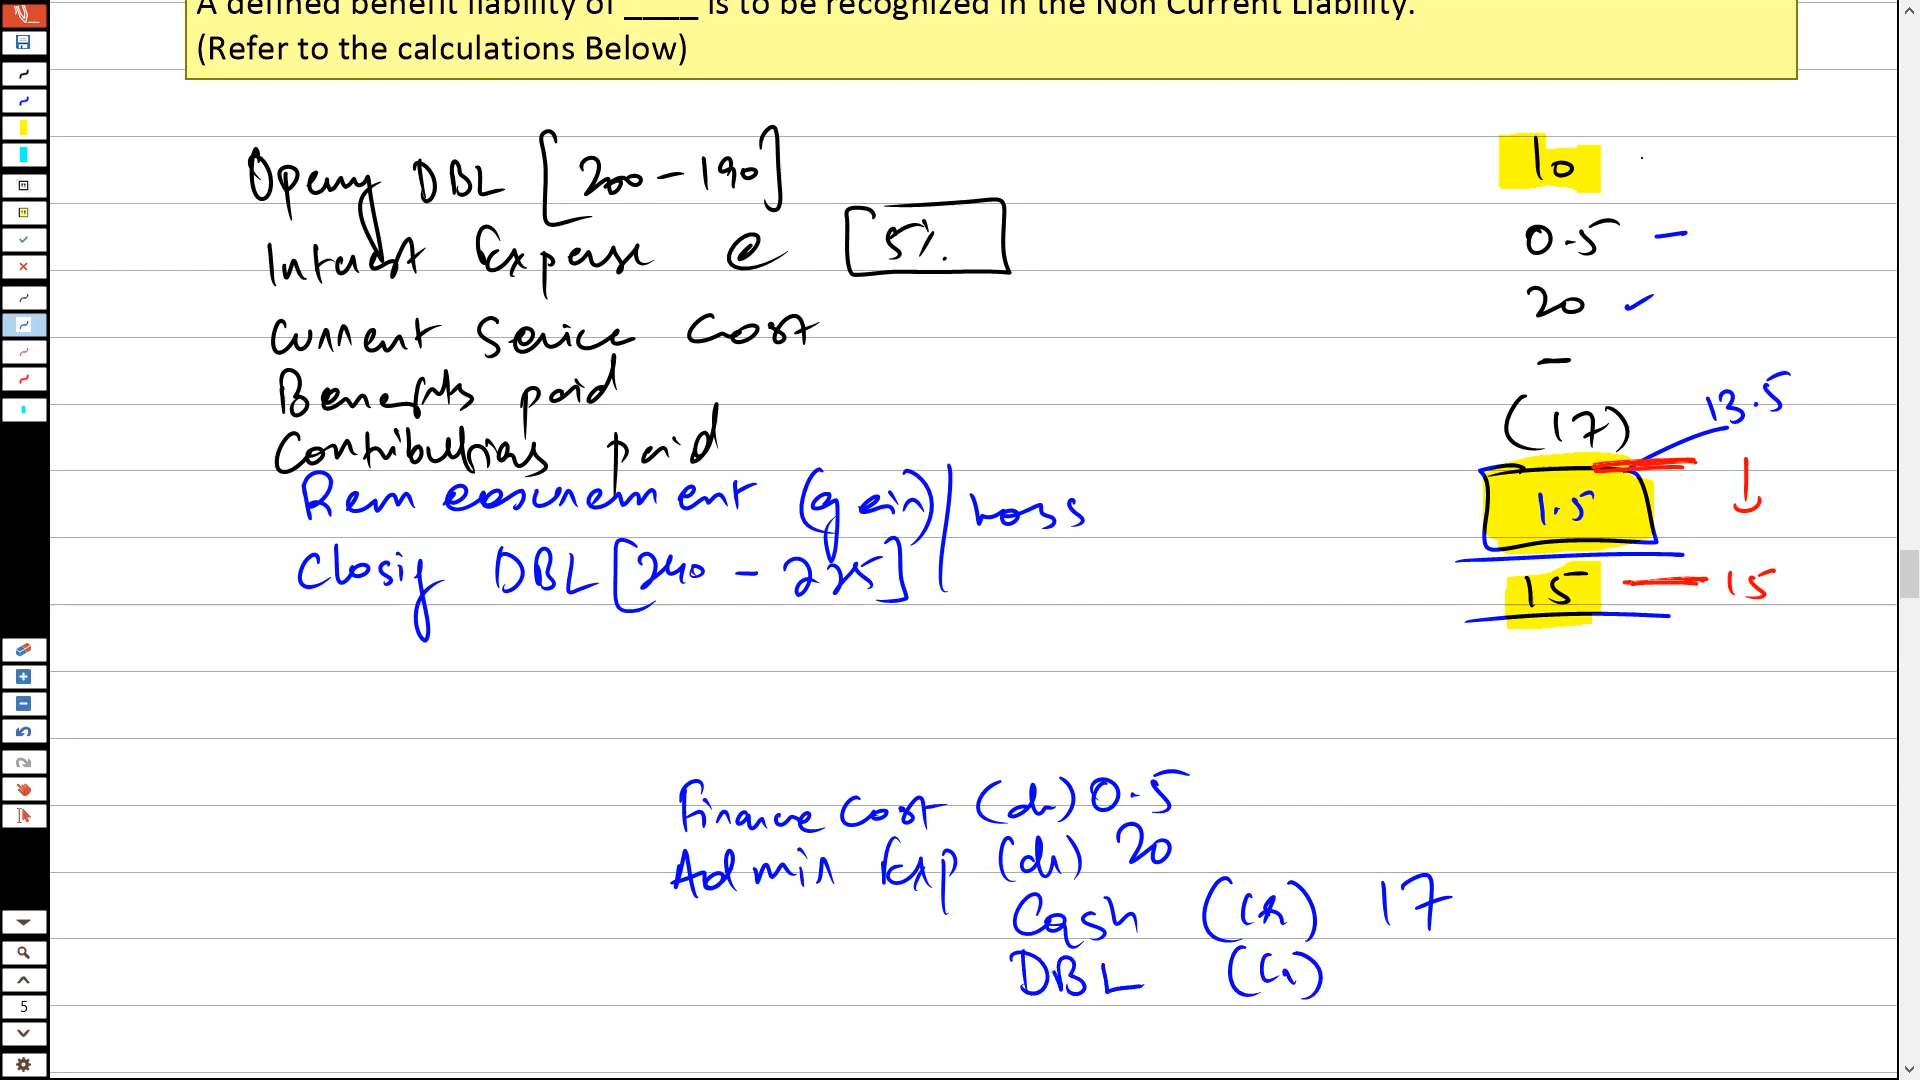 A defined benefit liability of ____ is to be recognized in the Non Current Liability.
(Refer to the calculations Below)
Opening DBL [200-190] 10
Interest Expense @ 5% 0.5 -
Current Service Cost 20 ✓
Benefits paid -
Contributions paid (17) 13.5
Remeasurement (gain) / Loss 1.5
Closing DBL [240 - 225] 15 15
Finance Cost (dr) 0.5
Admin Exp (dr) 20
Cash (Cr) 17
DBL (Cr)
5